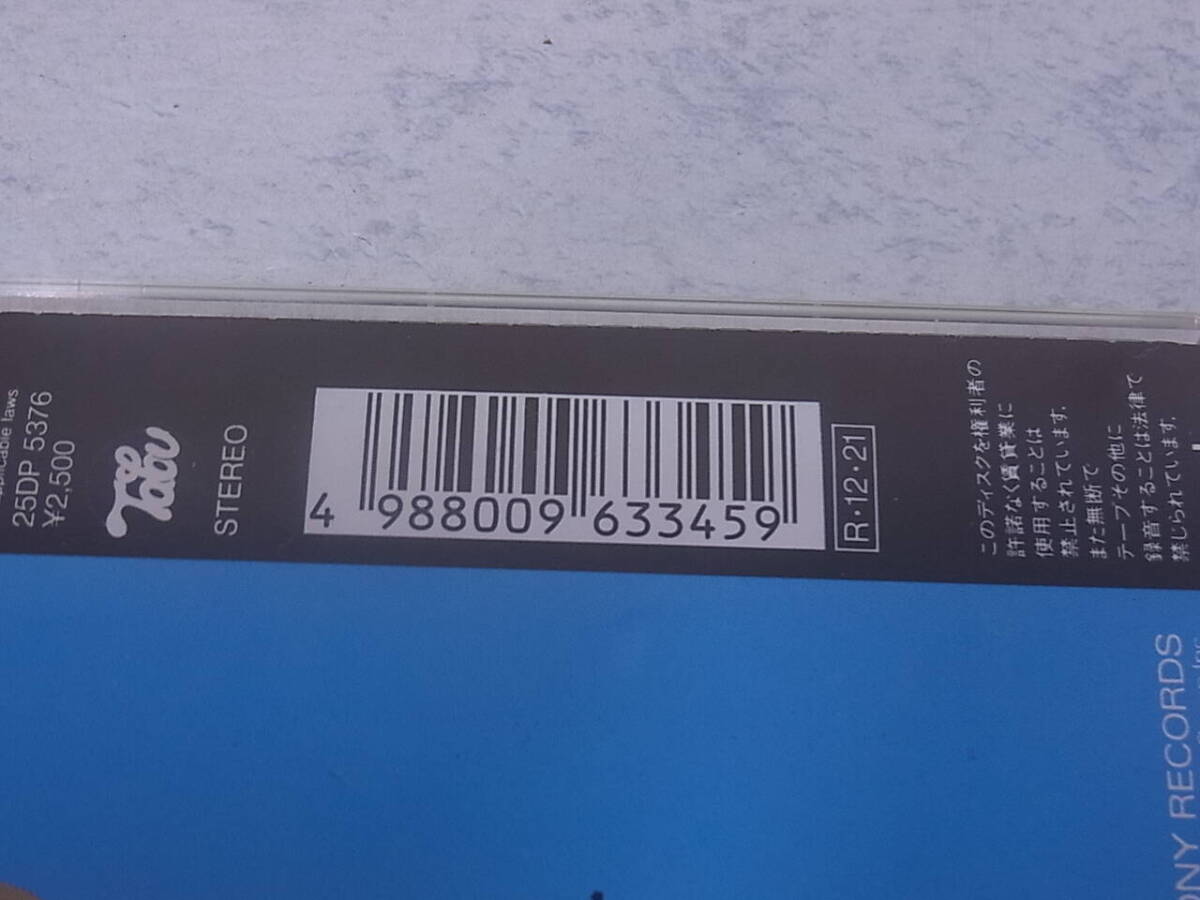 applicable laws
25DP 5376
¥2,500
Tabu
STEREO
4 988009 633459
R・12・21
このディスクを権利者の
許諾なく賃貸業に
使用することは
禁止されています。
また無断で
テープその他に
録音することは法律で
禁じられています。
ONY RECORDS